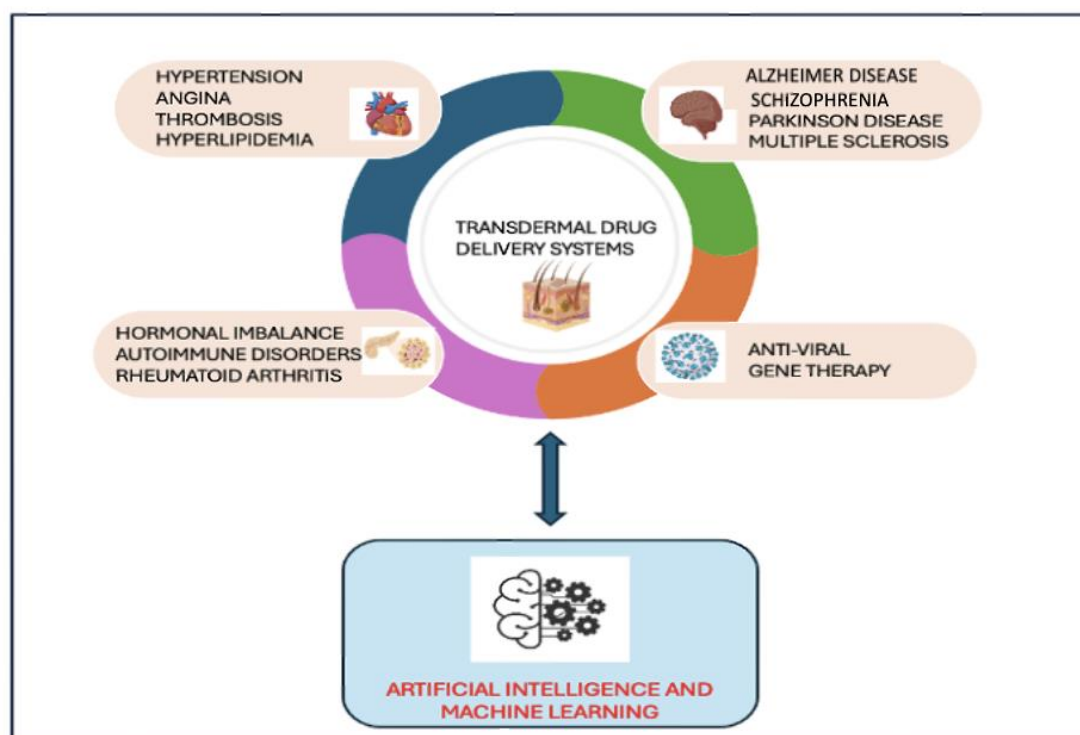 HYPERTENSION
ANGINA
THROMBOSIS
HYPERLIPIDEMIA
ALZHEIMER DISEASE
SCHIZOPHRENIA
PARKINSON DISEASE
MULTIPLE SCLEROSIS
TRANSDERMAL DRUG
DELIVERY SYSTEMS
HORMONAL IMBALANCE
AUTOIMMUNE DISORDERS
RHEUMATOID ARTHRITIS
ANTI-VIRAL
GENE THERAPY
ARTIFICIAL INTELLIGENCE AND
MACHINE LEARNING